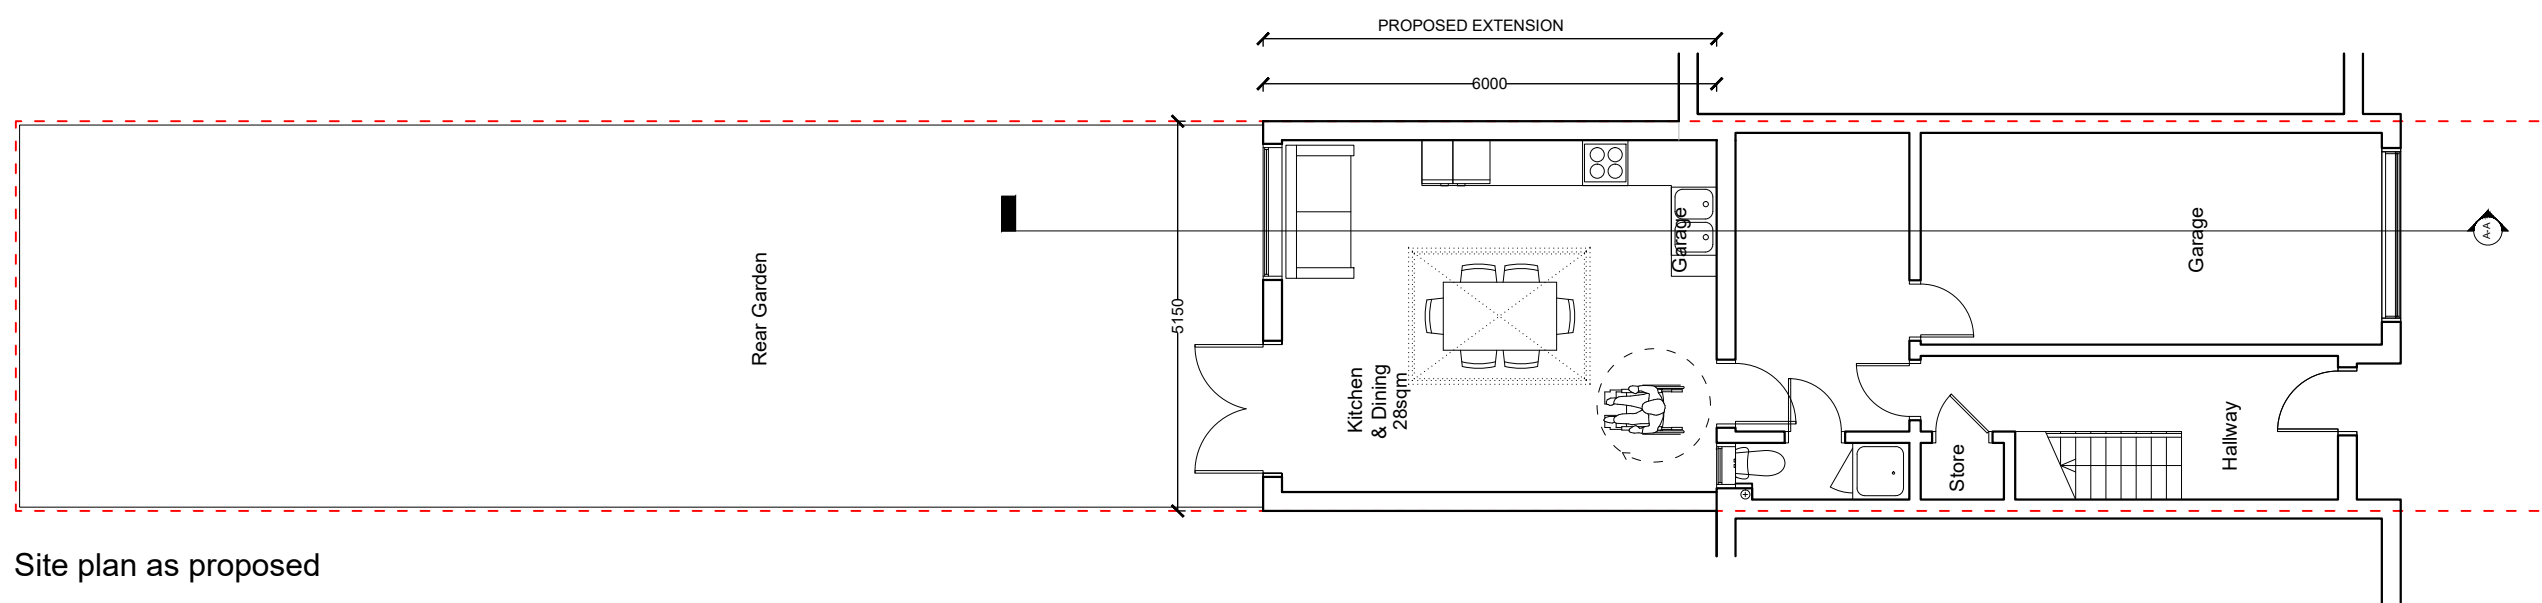 PROPOSED EXTENSION
6000
5150
Rear Garden
Kitchen
& Dining
28sqm
Garage
Garage
Store
Hallway
A-A
Site plan as proposed